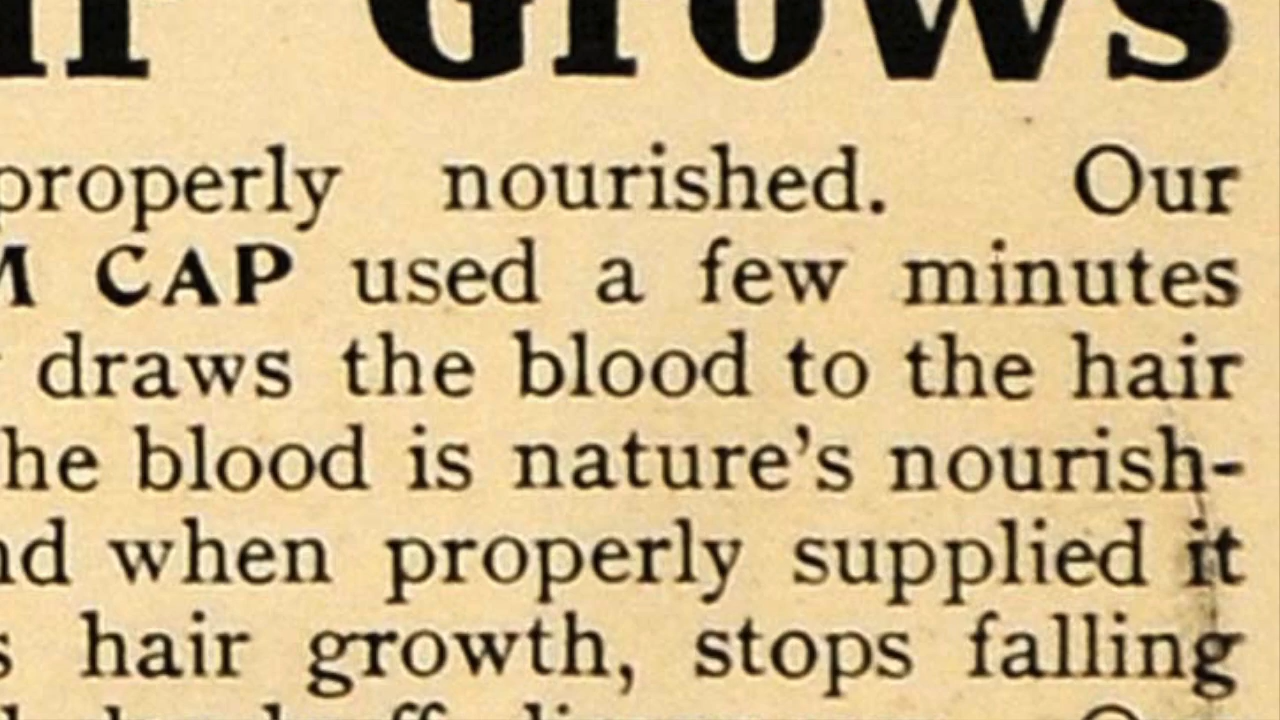 Grows
properly nourished. Our
CAP used a few minutes
draws the blood to the hair
he blood is nature's nourish-
nd when properly supplied it
s hair growth, stops falling